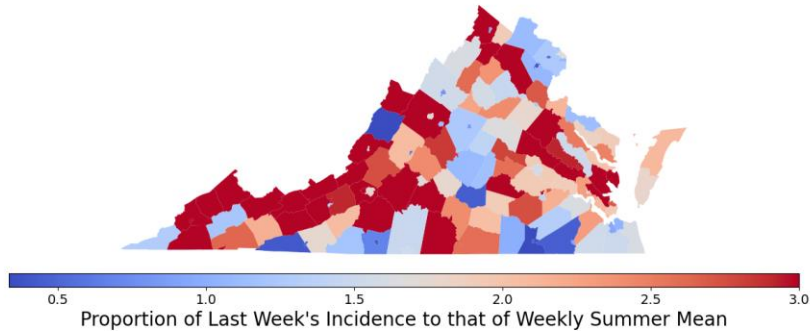 0.5 1.0 1.5 2.0 2.5 3.0
Proportion of Last Week's Incidence to that of Weekly Summer Mean